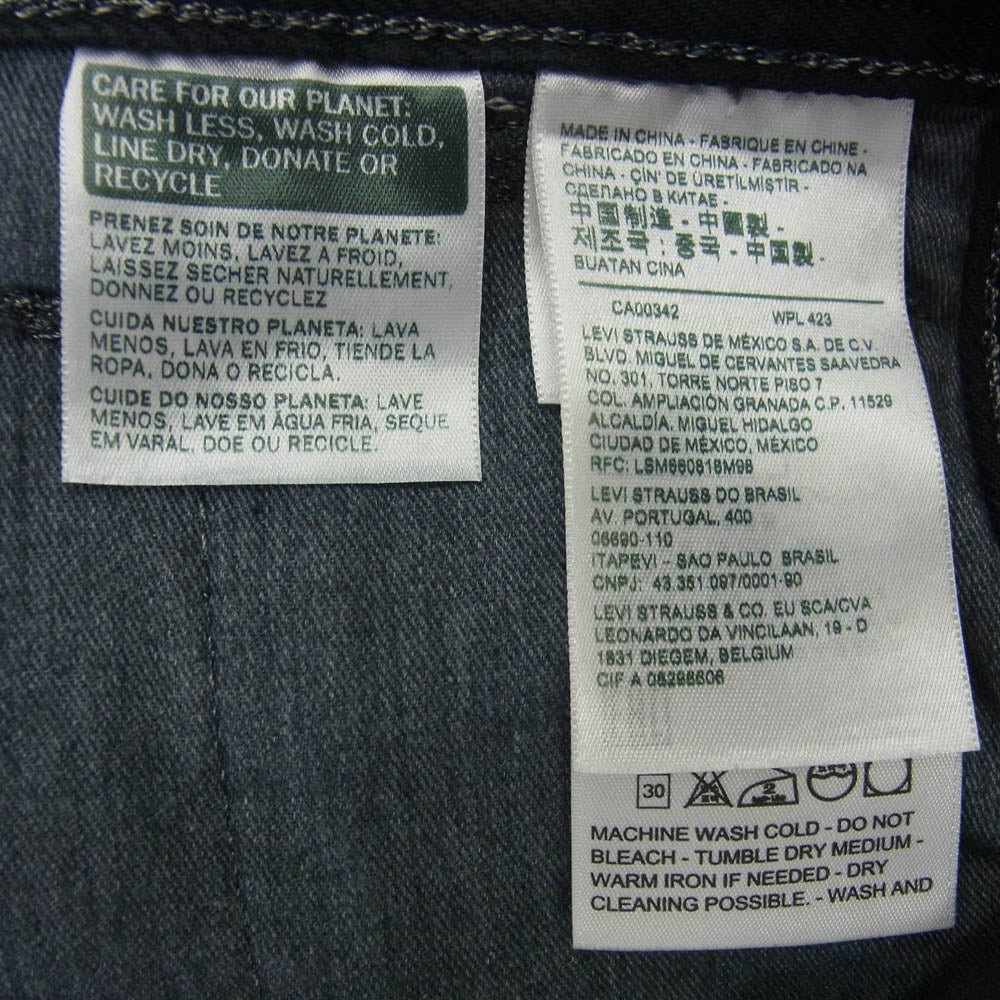 CARE FOR OUR PLANET:
WASH LESS, WASH COLD,
LINE DRY, DONATE OR
RECYCLE
PRENEZ SOIN DE NOTRE PLANETE:
LAVEZ MOINS, LAVEZ A FROID,
LAISSEZ SECHER NATURELLEMENT,
DONNEZ OU RECYCLEZ
CUIDA NUESTRO PLANETA: LAVA
MENOS, LAVA EN FRIO, TIENDE LA
ROPA, DONA O RECICLA.
CUIDE DO NOSSO PLANETA: LAVE
MENOS, LAVE EM ÁGUA FRIA, SEQUE
EM VARAL, DOE OU RECICLE.
MADE IN CHINA - FABRIQUE EN CHINE -
FABRICADO EN CHINA - FABRICADO NA
CHINA - ÇIN' DE ÜRETİLMİŞTİR -
СДЕЛАНО В КИТАЕ -
中国制造 - 中國製 -
제조국 : 중국 - 中國製 -
BUATAN CINA
CA00342 WPL 423
LEVI STRAUSS DE MÉXICO S.A. DE C.V.
BLVD. MIGUEL DE CERVANTES SAAVEDRA
NO. 301, TORRE NORTE PISO 7
COL. AMPLIACIÓN GRANADA C.P. 11529
ALCALDÍA. MIGUEL HIDALGO
CIUDAD DE MÉXICO, MÉXICO
RFC: LSM660818M98
LEVI STRAUSS DO BRASIL
AV. PORTUGAL, 400
06690-110
ITAPEVI - SAO PAULO BRASIL
CNPJ: 43.351 097/0001-90
LEVI STRAUSS & CO. EU SCA/CVA
LEONARDO DA VINCILAAN, 19 - D
1831 DIEGEM, BELGIUM
CIF A 08298606
30
MACHINE WASH COLD - DO NOT
BLEACH - TUMBLE DRY MEDIUM -
WARM IRON IF NEEDED - DRY
CLEANING POSSIBLE. - WASH AND